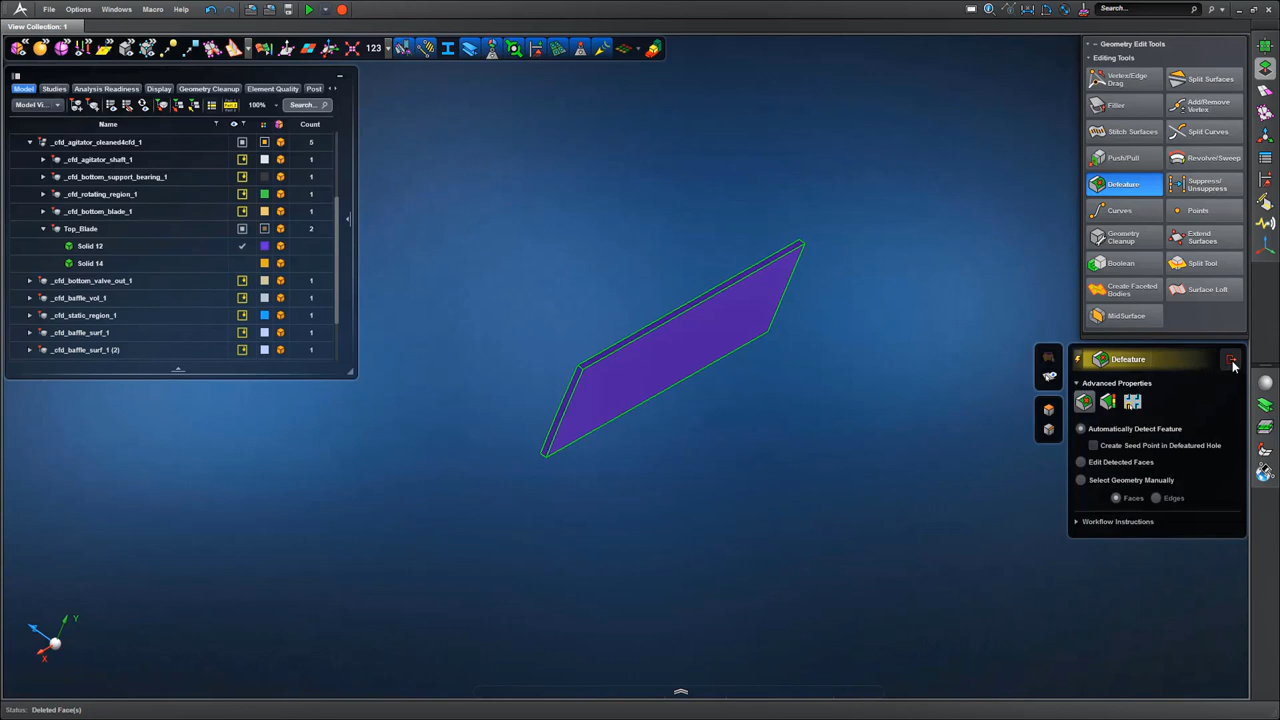 File Options Windows Macro Help
Search...
View Collection: 1
123
Model Studies Analysis Readiness Display Geometry Cleanup Element Quality Post
Model Vi... 100% Search...
Name Count
_cfd_agitator_cleaned4cfd_1 5
_cfd_agitator_shaft_1 1
_cfd_bottom_support_bearing_1 1
_cfd_rotating_region_1 1
_cfd_bottom_blade_1 1
Top_Blade 2
Solid 12
Solid 14
_cfd_bottom_valve_out_1 1
_cfd_baffle_vol_1 1
_cfd_static_region_1 1
_cfd_baffle_surf_1 1
_cfd_baffle_surf_1 (2) 1
Geometry Edit Tools
Editing Tools
Vertex/Edge Drag
Split Surfaces
Filler
Add/Remove Vertex
Stitch Surfaces
Split Curves
Push/Pull
Revolve/Sweep
Defeature
Suppress/Unsuppress
Curves
Points
Geometry Cleanup
Extend Surfaces
Boolean
Split Tool
Create Faceted Bodies
Surface Loft
MidSurface
Defeature
Advanced Properties
Automatically Detect Feature
Create Seed Point in Defeatured Hole
Edit Detected Faces
Select Geometry Manually
Faces Edges
Workflow Instructions
Y
Z
X
Status: Deleted Face(s)